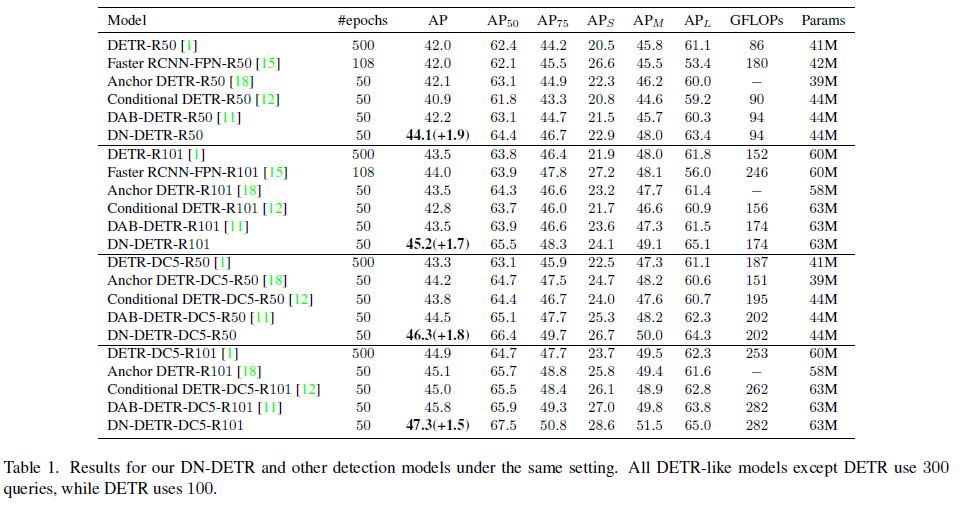 Model #epochs AP AP50 AP75 APS APM APL GFLOPs Params
DETR-R50 [1] 500 42.0 62.4 44.2 20.5 45.8 61.1 86 41M
Faster RCNN-FPN-R50 [15] 108 42.0 62.1 45.5 26.6 45.5 53.4 180 42M
Anchor DETR-R50 [18] 50 42.1 63.1 44.9 22.3 46.2 60.0 − 39M
Conditional DETR-R50 [12] 50 40.9 61.8 43.3 20.8 44.6 59.2 90 44M
DAB-DETR-R50 [11] 50 42.2 63.1 44.7 21.5 45.7 60.3 94 44M
DN-DETR-R50 50 44.1(+1.9) 64.4 46.7 22.9 48.0 63.4 94 44M
DETR-R101 [1] 500 43.5 63.8 46.4 21.9 48.0 61.8 152 60M
Faster RCNN-FPN-R101 [15] 108 44.0 63.9 47.8 27.2 48.1 56.0 246 60M
Anchor DETR-R101 [18] 50 43.5 64.3 46.6 23.2 47.7 61.4 − 58M
Conditional DETR-R101 [12] 50 42.8 63.7 46.0 21.7 46.6 60.9 156 63M
DAB-DETR-R101 [11] 50 43.5 63.9 46.6 23.6 47.3 61.5 174 63M
DN-DETR-R101 50 45.2(+1.7) 65.5 48.3 24.1 49.1 65.1 174 63M
DETR-DC5-R50 [1] 500 43.3 63.1 45.9 22.5 47.3 61.1 187 41M
Anchor DETR-DC5-R50 [18] 50 44.2 64.7 47.5 24.7 48.2 60.6 151 39M
Conditional DETR-DC5-R50 [12] 50 43.8 64.4 46.7 24.0 47.6 60.7 195 44M
DAB-DETR-DC5-R50 [11] 50 44.5 65.1 47.7 25.3 48.2 62.3 202 44M
DN-DETR-DC5-R50 50 46.3(+1.8) 66.4 49.7 26.7 50.0 64.3 202 44M
DETR-DC5-R101 [1] 500 44.9 64.7 47.7 23.7 49.5 62.3 253 60M
Anchor DETR-R101 [18] 50 45.1 65.7 48.8 25.8 49.4 61.6 − 58M
Conditional DETR-DC5-R101 [12] 50 45.0 65.5 48.4 26.1 48.9 62.8 262 63M
DAB-DETR-DC5-R101 [11] 50 45.8 65.9 49.3 27.0 49.8 63.8 282 63M
DN-DETR-DC5-R101 50 47.3(+1.5) 67.5 50.8 28.6 51.5 65.0 282 63M
Table 1. Results for our DN-DETR and other detection models under the same setting. All DETR-like models except DETR use 300
queries, while DETR uses 100.